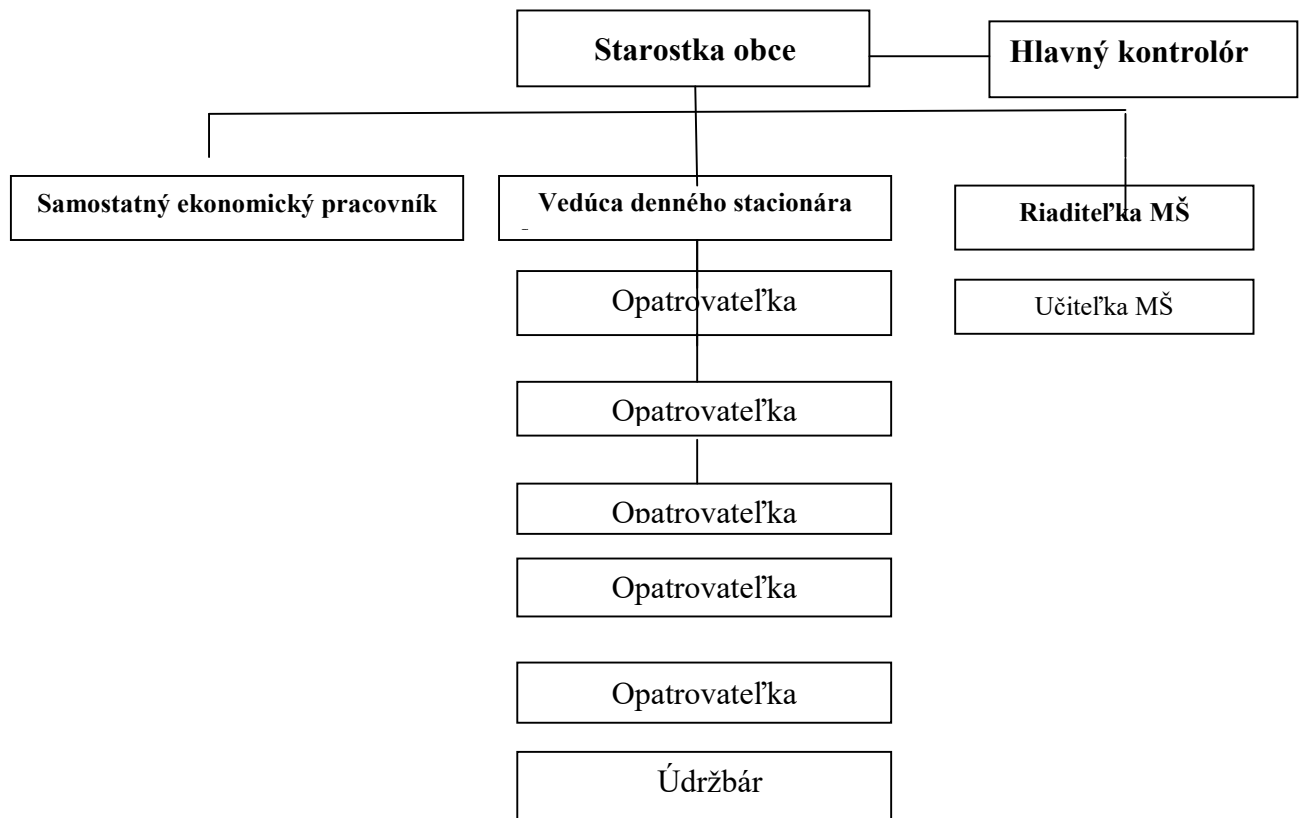 Starostka obce
Hlavný kontrolór
Samostatný ekonomický pracovník
Vedúca denného stacionára
Riaditeľka MŠ
Opatrovateľka
Učiteľka MŠ
Opatrovateľka
Opatrovateľka
Opatrovateľka
Opatrovateľka
Údržbár